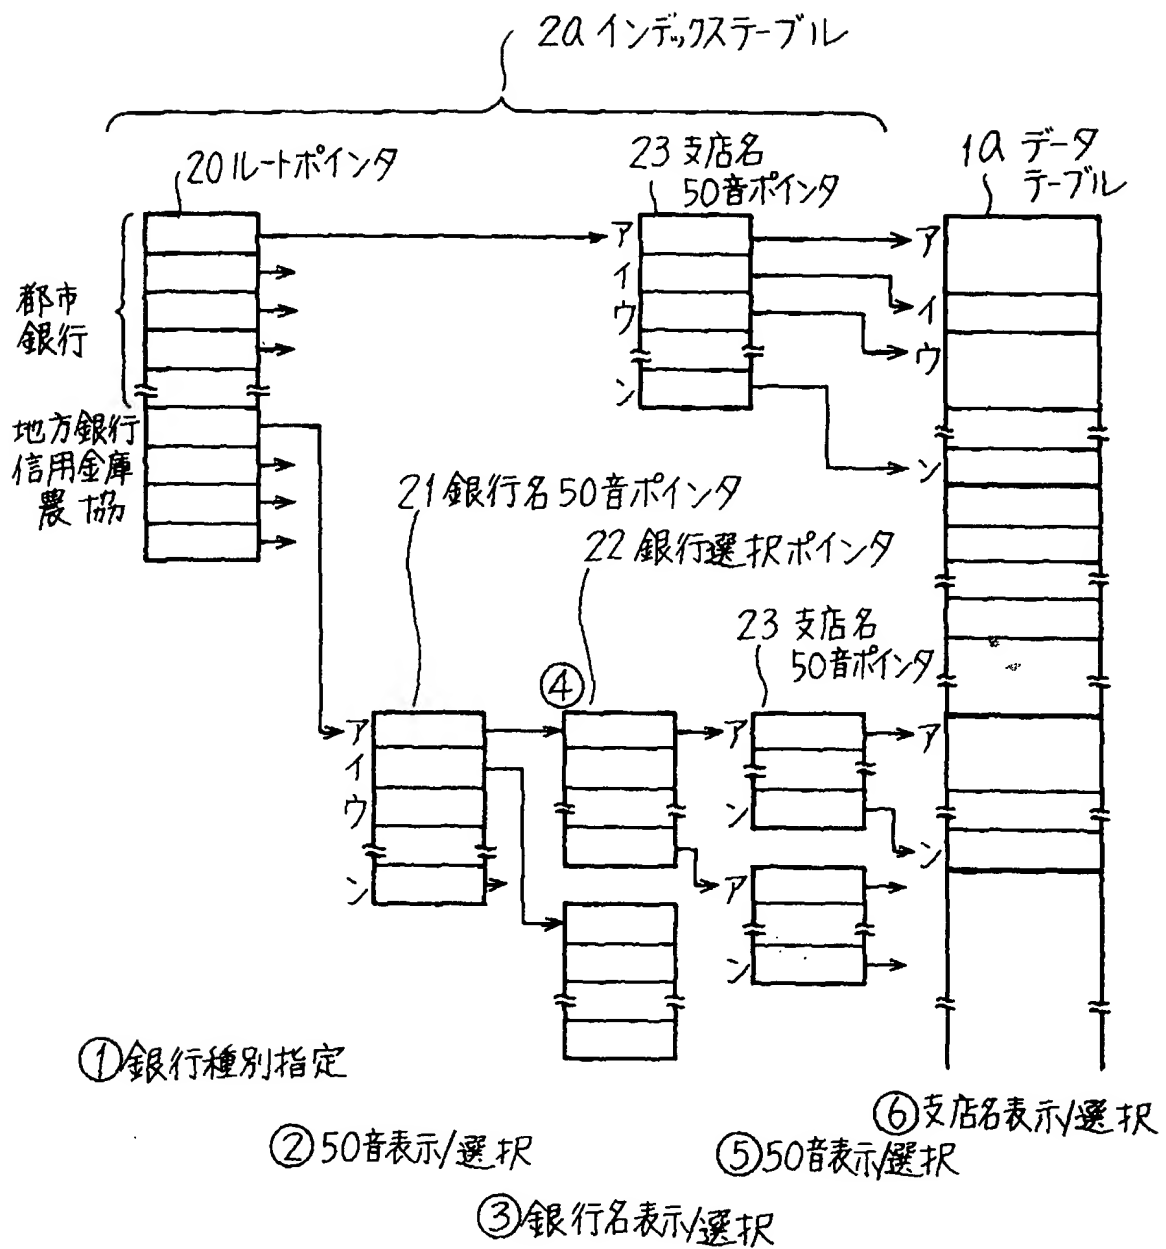 2a インデックステーブル
20 ルートポインタ
23 支店名
50音ポインタ
1a データ
テーブル
都市
銀行
地方銀行
信用金庫
農協
ア
イ
ウ
ン
ア
イ
ウ
ン
21 銀行名50音ポインタ
22 銀行選択ポインタ
23 支店名
50音ポインタ
④
ア
イ
ウ
ン
ア
ン
ア
ン
ア
ン
①銀行種別指定
②50音表示/選択
③銀行名表示/選択
⑤50音表示/選択
⑥支店名表示/選択